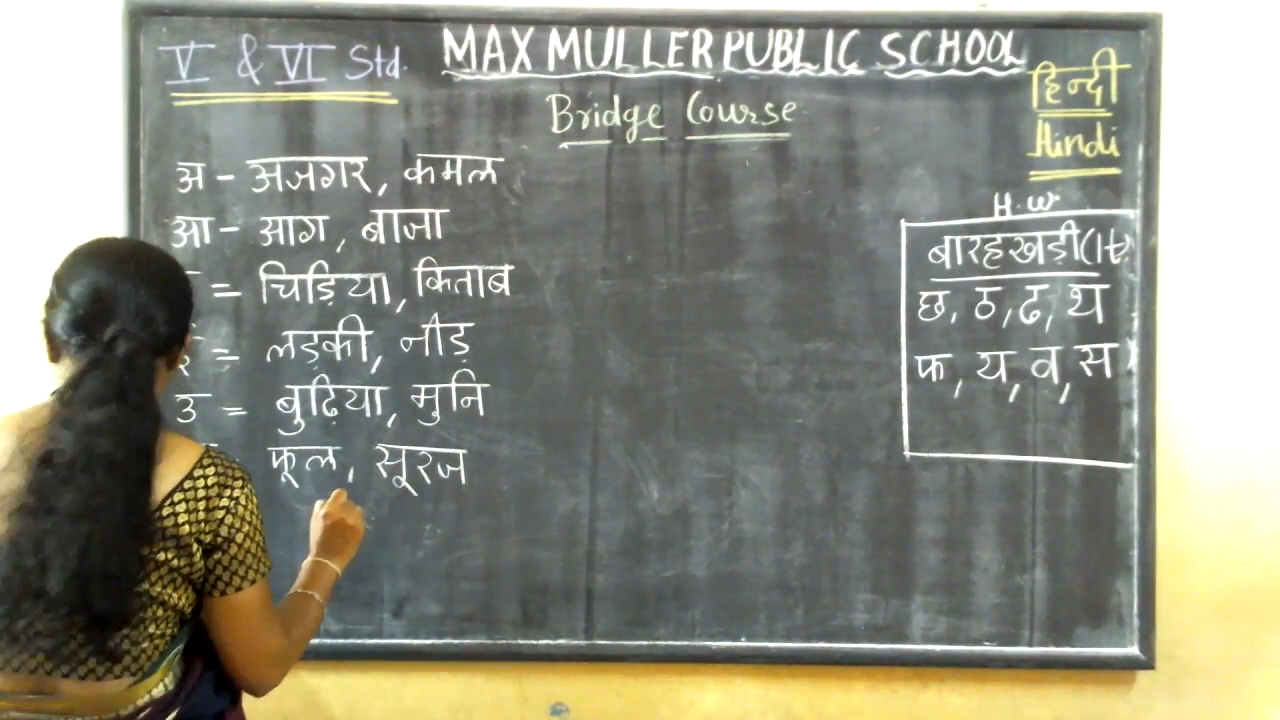 V & VI Std.
MAX MULLER PUBLIC SCHOOL
Bridge Course
हिन्दी
Hindi
अ - अजगर, कमल
आ - आग, बाजा
= चिड़िया, किताब
= लड़की, नीड़
उ = बुढ़िया, मुनि
फूल, सूरज
H.W.
बारहखड़ी
छ, ठ, ढ, थ
फ, य, व, स